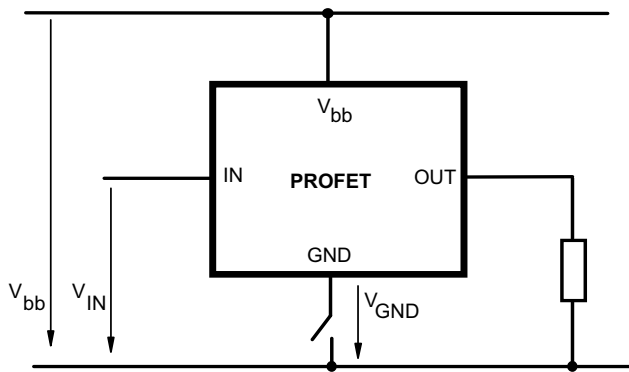 Vbb
IN
PROFET
OUT
GND
Vbb
VIN
VGND